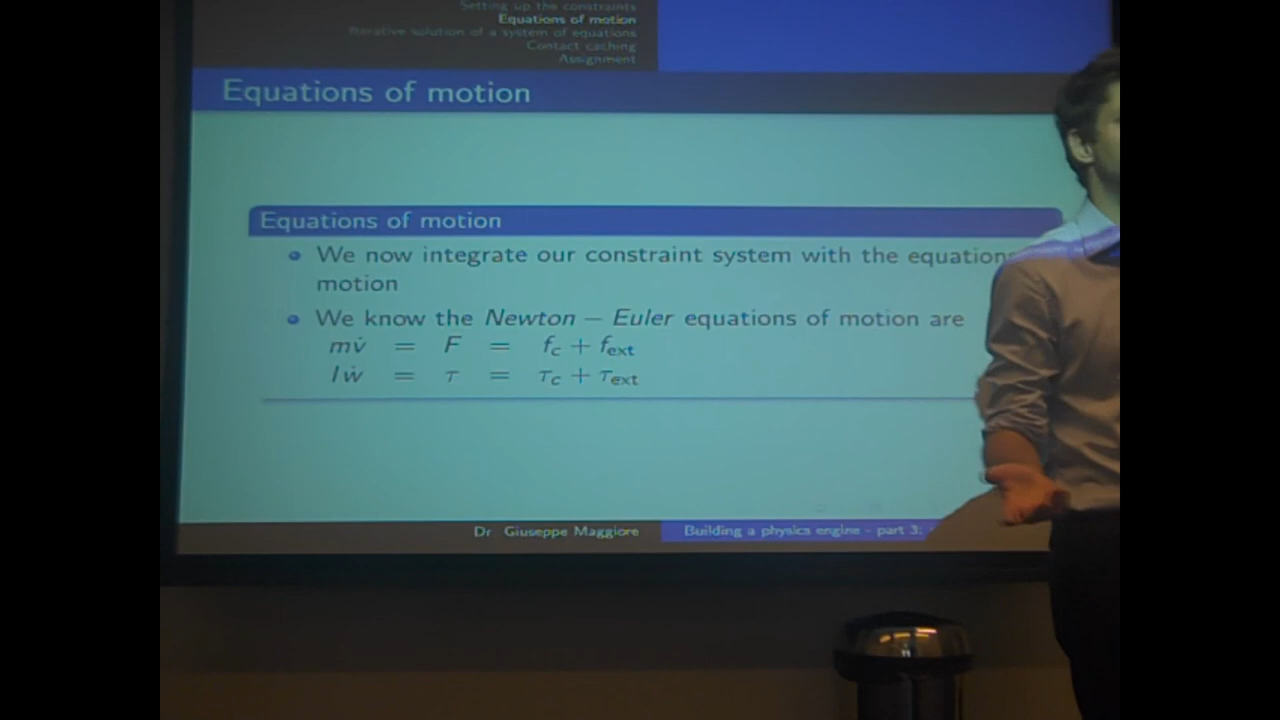 Setting up the constraints
Equations of motion
Iterative solution of a system of equations
Contact caching
Assignment
Equations of motion
Equations of motion
We now integrate our constraint system with the equations
motion
We know the Newton – Euler equations of motion are
mv̇ = F = f_c + f_ext
Iẇ = τ = τ_c + τ_ext
Dr Giuseppe Maggiore
Building a physics engine - part 3: